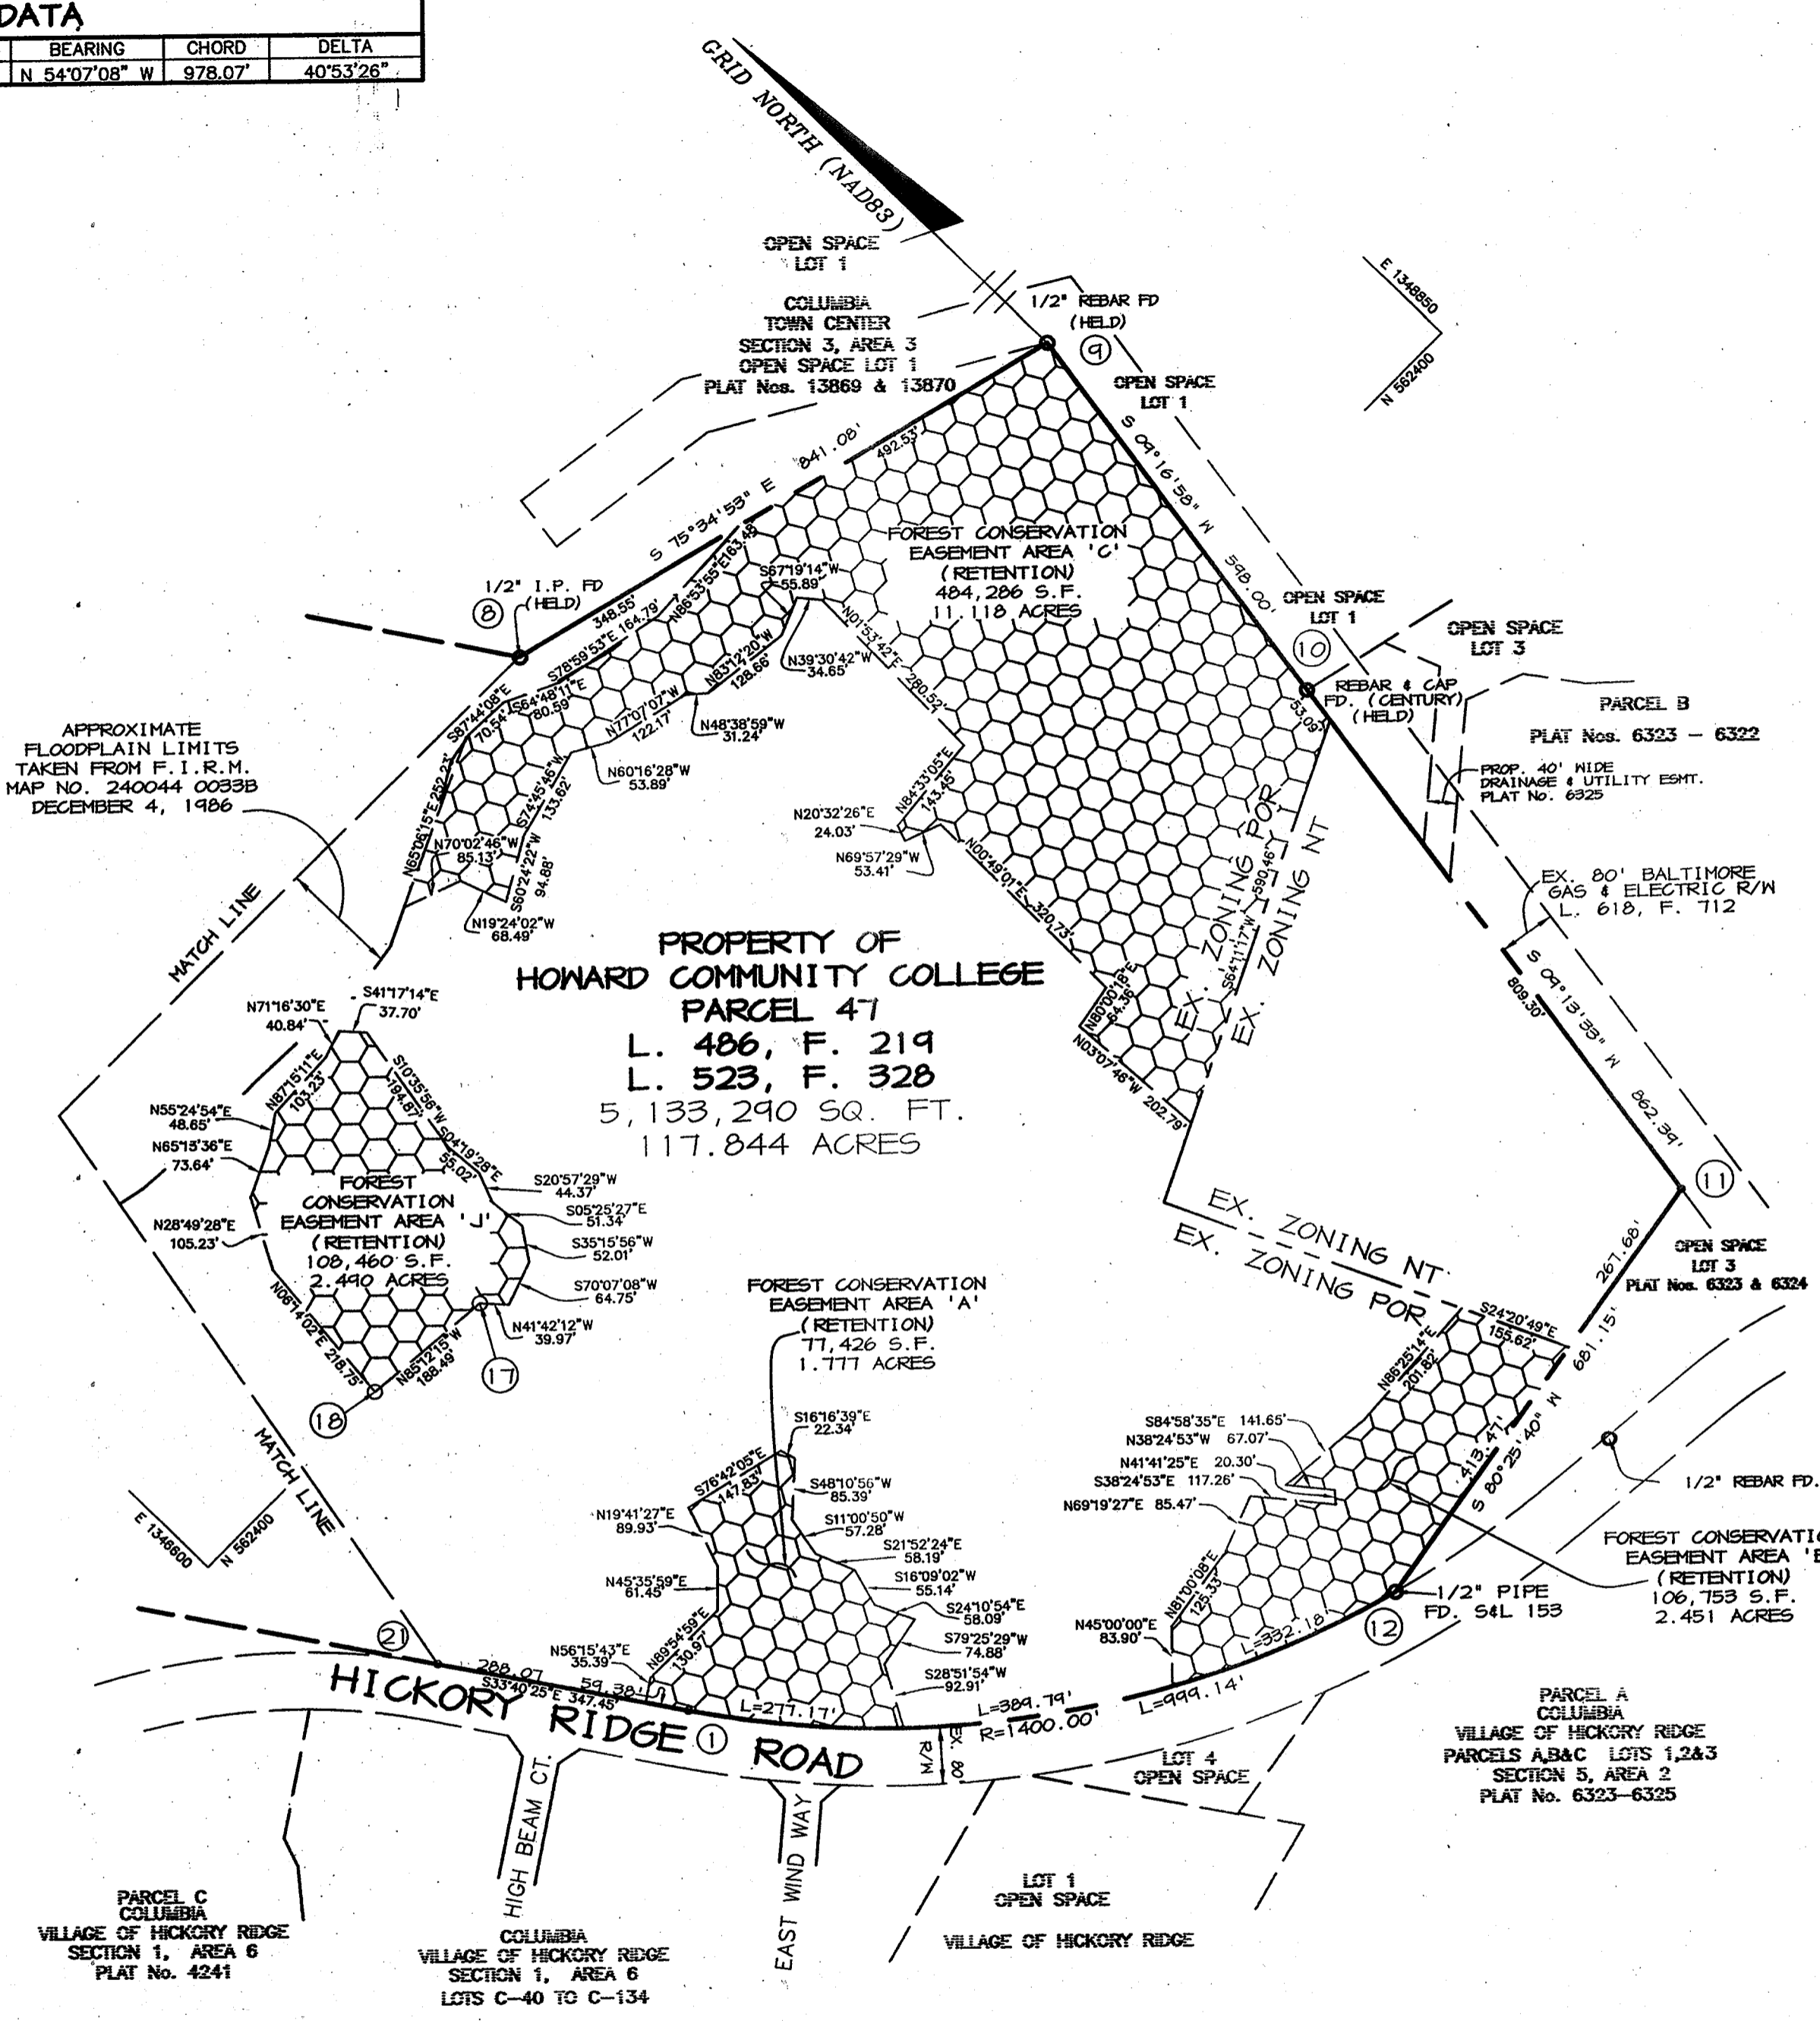 DATA
BEARING CHORD DELTA
N 54°07'08" W 978.07' 40°53'26"
GRID NORTH (NAD83)
OPEN SPACE
LOT 1
COLUMBIA
TOWN CENTER
SECTION 3, AREA 3
OPEN SPACE LOT 1
PLAT Nos. 13869 & 13870
1/2" REBAR FD
(HELD)
9
OPEN SPACE
LOT 1
E 1348850
N 562400
841.08'
492.53'
S 75°34'53" E
S 09°16'58" W
598.00'
FOREST CONSERVATION
EASEMENT AREA 'C'
(RETENTION)
484,286 S.F.
11.118 ACRES
1/2" I.P. FD
(HELD)
8
348.55'
N86°53'55"E 163.48'
S67°19'14"W
55.89'
S78°59'53"E 164.79'
S64°48'11"E
80.59'
S87°44'08"E
70.54'
N83°12'20"W
128.66'
N39°30'42"W
34.65'
N77°07'07"W
122.17'
N48°38'59"W
31.24'
N60°16'28"W
53.89'
N01°53'42"E
280.52'
OPEN SPACE
LOT 1
OPEN SPACE
LOT 3
10
REBAR & CAP
FD. (CENTURY)
(HELD)
53.09'
PARCEL B
PLAT Nos. 6323 - 6322
PROP. 40' WIDE
DRAINAGE & UTILITY ESMT.
PLAT No. 6325
APPROXIMATE
FLOODPLAIN LIMITS
TAKEN FROM F.I.R.M.
MAP NO. 240044 0033B
DECEMBER 4, 1986
N65°06'15"E 252.23'
S74°45'46"W
133.62'
N70°02'46"W
85.13'
S60°24'22"W
94.88'
N19°24'02"W
68.49'
N84°33'05"E
143.45'
N20°32'26"E
24.03'
N69°57'29"W
53.41'
N00°49'01"E
320.73'
EX. ZONING POR
S64°11'17"W 590.46'
EX. ZONING NT
EX. 80' BALTIMORE
GAS & ELECTRIC R/W
L. 618, F. 712
MATCH LINE
PROPERTY OF
HOWARD COMMUNITY COLLEGE
PARCEL 47
L. 486, F. 219
L. 523, F. 328
5,133,290 SQ. FT.
117.844 ACRES
N80°00'18"E
54.36'
N03°07'46"W 202.79'
S 09°13'33" W 862.39'
809.30'
11
N71°16'30"E
40.84'
S41°17'14"E
37.70'
N87°15'11"E
103.23'
S10°35'56"W
194.87'
N55°24'54"E
48.65'
N65°13'36"E
73.64'
S04°19'28"E
55.02'
S20°57'29"W
44.37'
S05°25'27"E
51.34'
S35°15'56"W
52.01'
S70°07'08"W
64.75'
N41°42'12"W
39.97'
N28°49'28"E
105.23'
FOREST
CONSERVATION
EASEMENT AREA 'J'
(RETENTION)
108,460 S.F.
2.490 ACRES
N06°14'02"E 218.75'
N85°12'15"W
188.49'
17
18
EX. ZONING NT
EX. ZONING POR
267.68'
OPEN SPACE
LOT 3
PLAT Nos. 6323 & 6324
FOREST CONSERVATION
EASEMENT AREA 'A'
(RETENTION)
77,426 S.F.
1.777 ACRES
S24°20'49"E
155.62'
681.15'
N86°25'14"E
201.82'
S 80°25'40" W
413.47'
S84°58'35"E 141.65'
N38°24'53"W 67.07'
N41°41'25"E 20.30'
S38°24'53"E 117.26'
N69°19'27"E 85.47'
1/2" REBAR FD.
MATCH LINE
E 1346600
N 562400
S16°16'39"E
22.34'
S76°42'05"E
147.83'
S48°10'56"W
85.39'
N19°41'27"E
89.93'
S11°00'50"W
57.28'
S21°52'24"E
58.19'
S16°09'02"W
55.14'
N45°35'59"E
61.45'
S24°10'54"E
58.09'
S79°25'29"W
74.88'
S28°51'54"W
92.91'
N89°54'59"E
130.97'
N56°15'43"E
35.39'
N81°00'08"E
125.33'
N45°00'00"E
83.90'
1/2" PIPE
FD. S&L 153
12
L=332.18'
FOREST CONSERVATIO
EASEMENT AREA 'B
(RETENTION)
106,753 S.F.
2.451 ACRES
21
288.07
59.38'
S33°40'25"E 347.45'
1
L=277.17'
L=389.79'
R=1400.00'
L=999.14'
HICKORY RIDGE ROAD
EX. 80'
R/W
LOT 4
OPEN SPACE
PARCEL A
COLUMBIA
VILLAGE OF HICKORY RIDGE
PARCELS A,B&C LOTS 1,2&3
SECTION 5, AREA 2
PLAT No. 6323-6325
HIGH BEAM CT.
EAST WIND WAY
PARCEL C
COLUMBIA
VILLAGE OF HICKORY RIDGE
SECTION 1, AREA 6
PLAT No. 4241
COLUMBIA
VILLAGE OF HICKORY RIDGE
SECTION 1, AREA 6
LOTS C-40 TO C-134
LOT 1
OPEN SPACE
VILLAGE OF HICKORY RIDGE